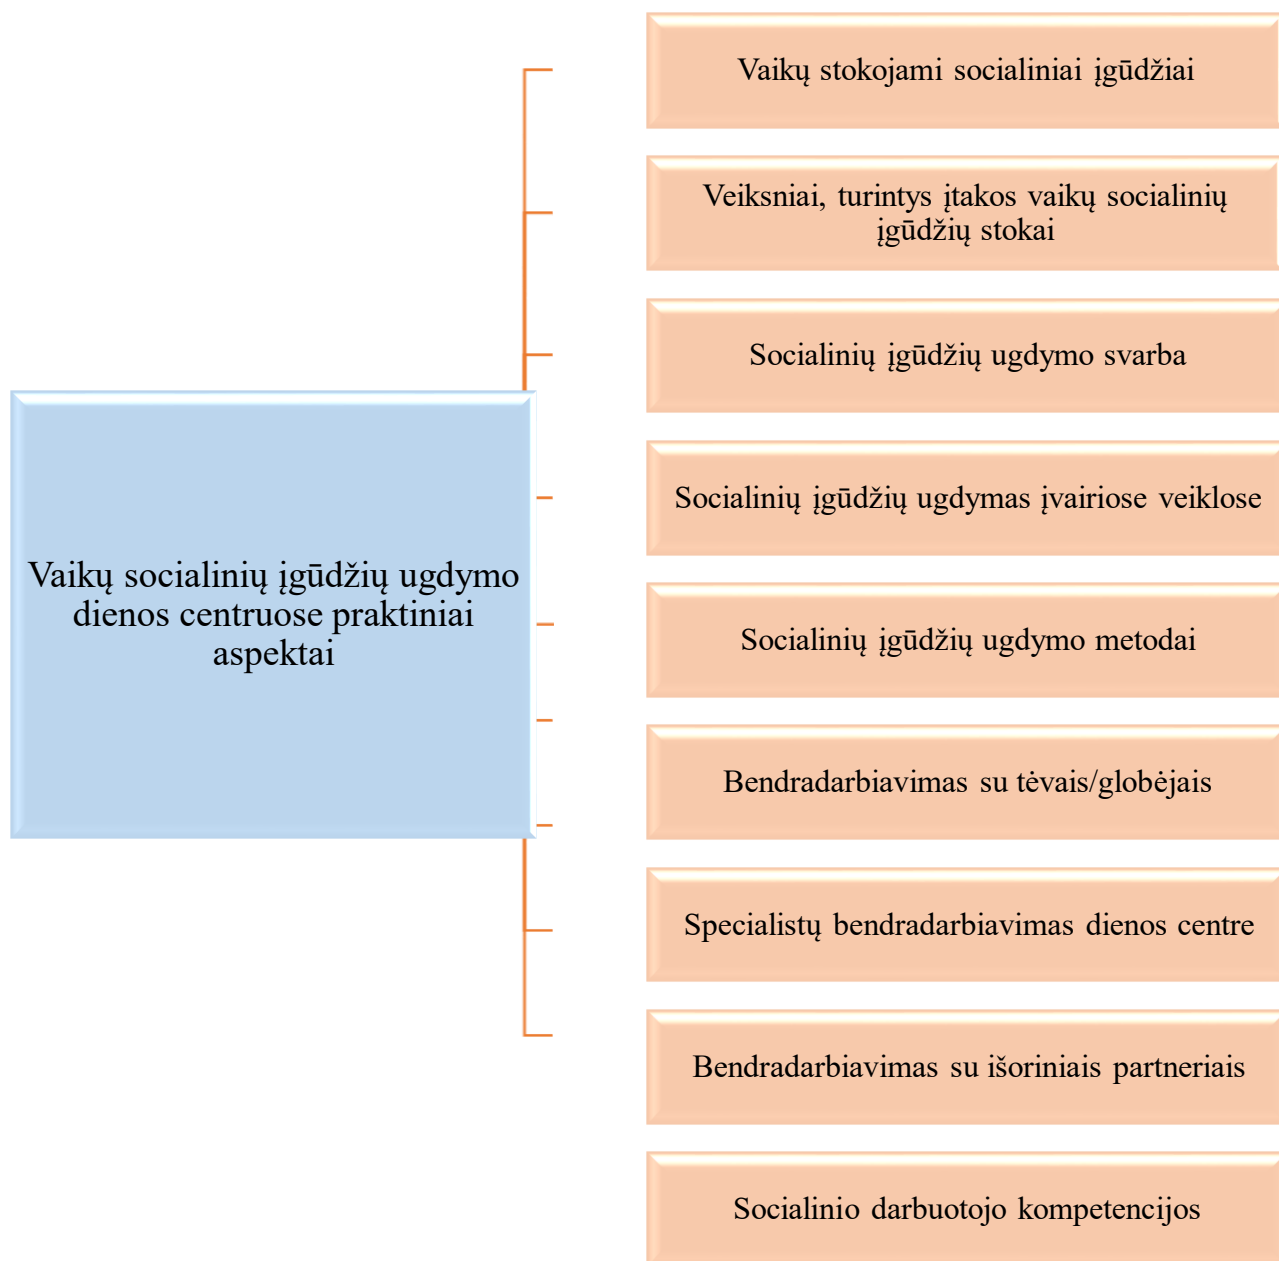 Vaikų socialinių įgūdžių ugdymo
dienos centruose praktiniai
aspektai
Vaikų stokojami socialiniai įgūdžiai
Veiksniai, turintys įtakos vaikų socialinių
įgūdžių stokai
Socialinių įgūdžių ugdymo svarba
Socialinių įgūdžių ugdymas įvairiose veiklose
Socialinių įgūdžių ugdymo metodai
Bendradarbiavimas su tėvais/globėjais
Specialistų bendradarbiavimas dienos centre
Bendradarbiavimas su išoriniais partneriais
Socialinio darbuotojo kompetencijos